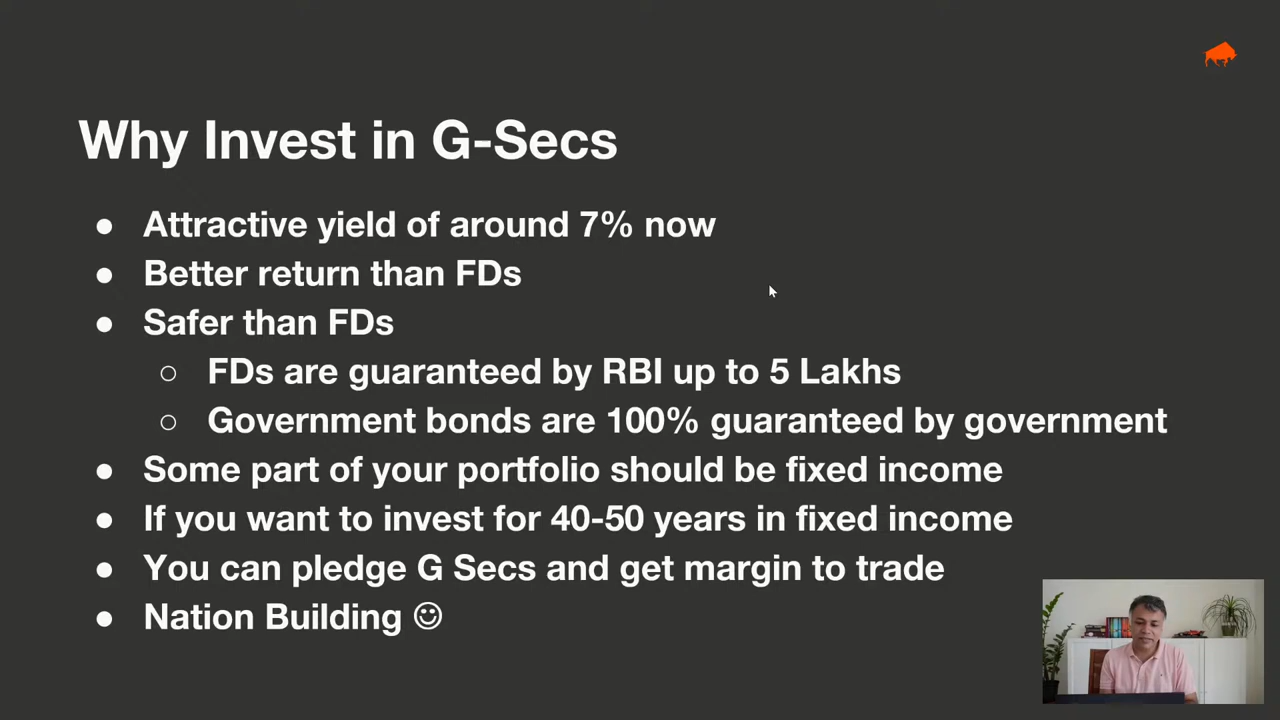 Why Invest in G-Secs
● Attractive yield of around 7% now
● Better return than FDs
● Safer than FDs
○ FDs are guaranteed by RBI up to 5 Lakhs
○ Government bonds are 100% guaranteed by government
● Some part of your portfolio should be fixed income
● If you want to invest for 40-50 years in fixed income
● You can pledge G Secs and get margin to trade
● Nation Building ☺